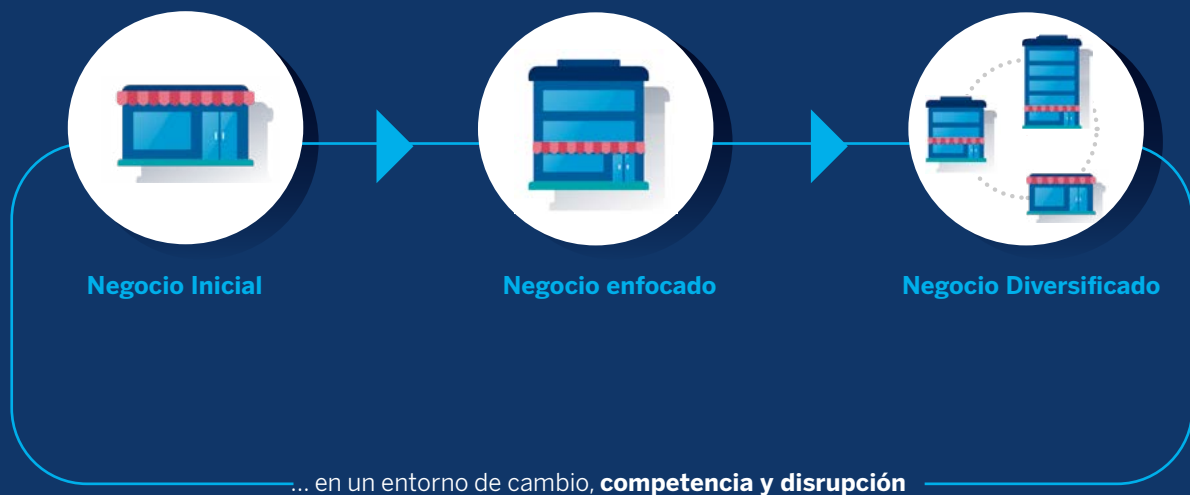 Negocio Inicial
Negocio enfocado
Negocio Diversificado
... en un entorno de cambio, competencia y disrupción